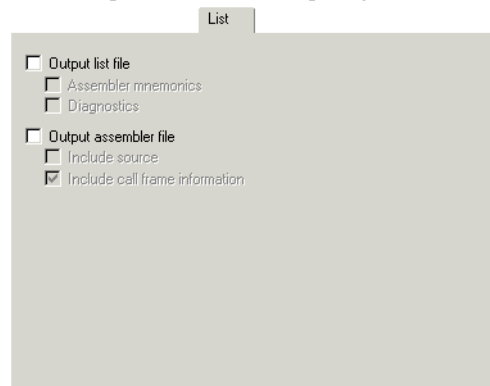 List
Output list file
Assembler mnemonics
Diagnostics
Output assembler file
Include source
Include call frame information